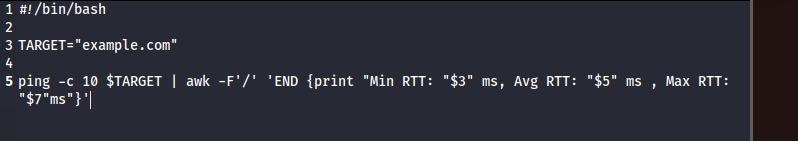 1 #!/bin/bash
2
3 TARGET="example.com"
4
5 ping -c 10 $TARGET | awk -F'/' 'END {print "Min RTT: "$3" ms, Avg RTT: "$5" ms , Max RTT:
"$7"ms"}'